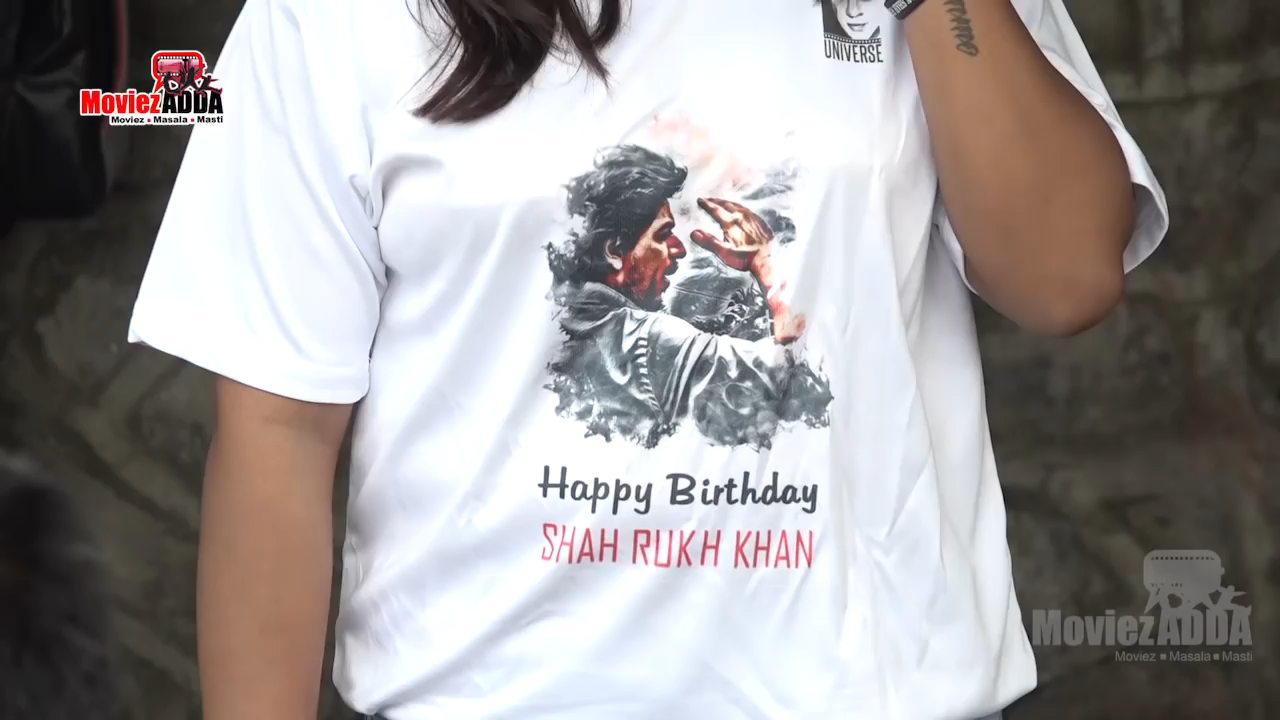 UNIVERSE
MoviezADDA
Moviez ▪ Masala ▪ Masti
Happy Birthday
SHAH RUKH KHAN
MoviezADDA
Moviez ▪ Masala ▪ Masti